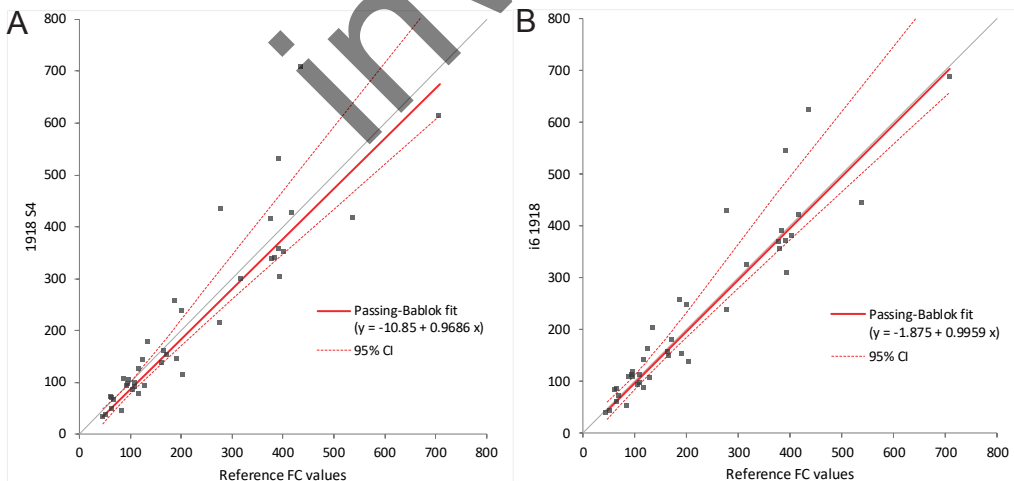 A
800
700
600
500
400
300
200
100
0
1918 S4
0 100 200 300 400 500 600 700 800
Reference FC values
Passing-Bablok fit
(y = -10.85 + 0.9686 x)
95% CI
B
800
700
600
500
400
300
200
100
0
i6 1918
0 100 200 300 400 500 600 700 800
Reference FC values
Passing-Bablok fit
(y = -1.875 + 0.9959 x)
95% CI
in